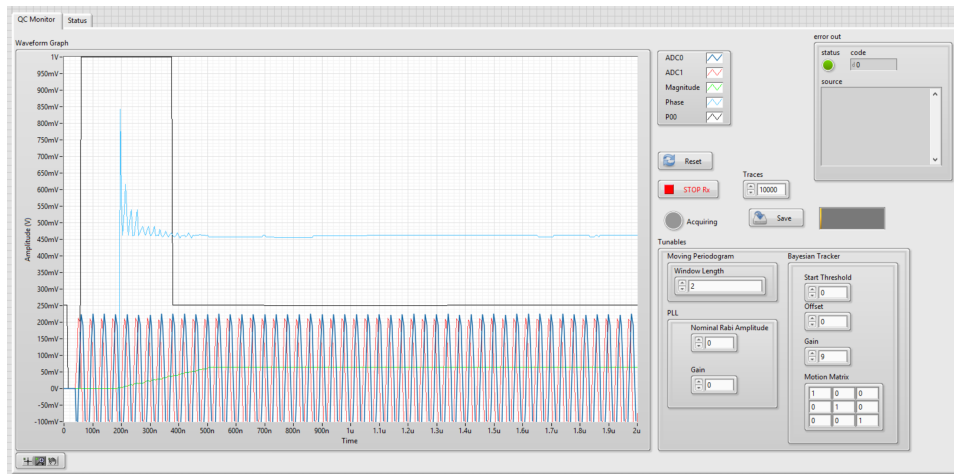 QC Monitor Status
Waveform Graph
1V
950mV
900mV
850mV
800mV
750mV
700mV
650mV
600mV
550mV
500mV
450mV
400mV
350mV
300mV
250mV
200mV
150mV
100mV
50mV
0V
-50mV
-100mV
Amplitude (V)
0 100n 200n 300n 400n 500n 600n 700n 800n 900n 1u 1.1u 1.2u 1.3u 1.4u 1.5u 1.6u 1.7u 1.8u 1.9u 2u
Time
ADC0
ADC1
Magnitude
Phase
P00
Reset
STOP Rx
Traces
10000
Acquiring
Save
error out
status code
d 0
source
Tunables
Moving Periodogram
Window Length
2
PLL
Nominal Rabi Amplitude
0
Gain
0
Bayesian Tracker
Start Threshold
0
Offset
0
Gain
9
Motion Matrix
1 0 0
0 1 0
0 0 1